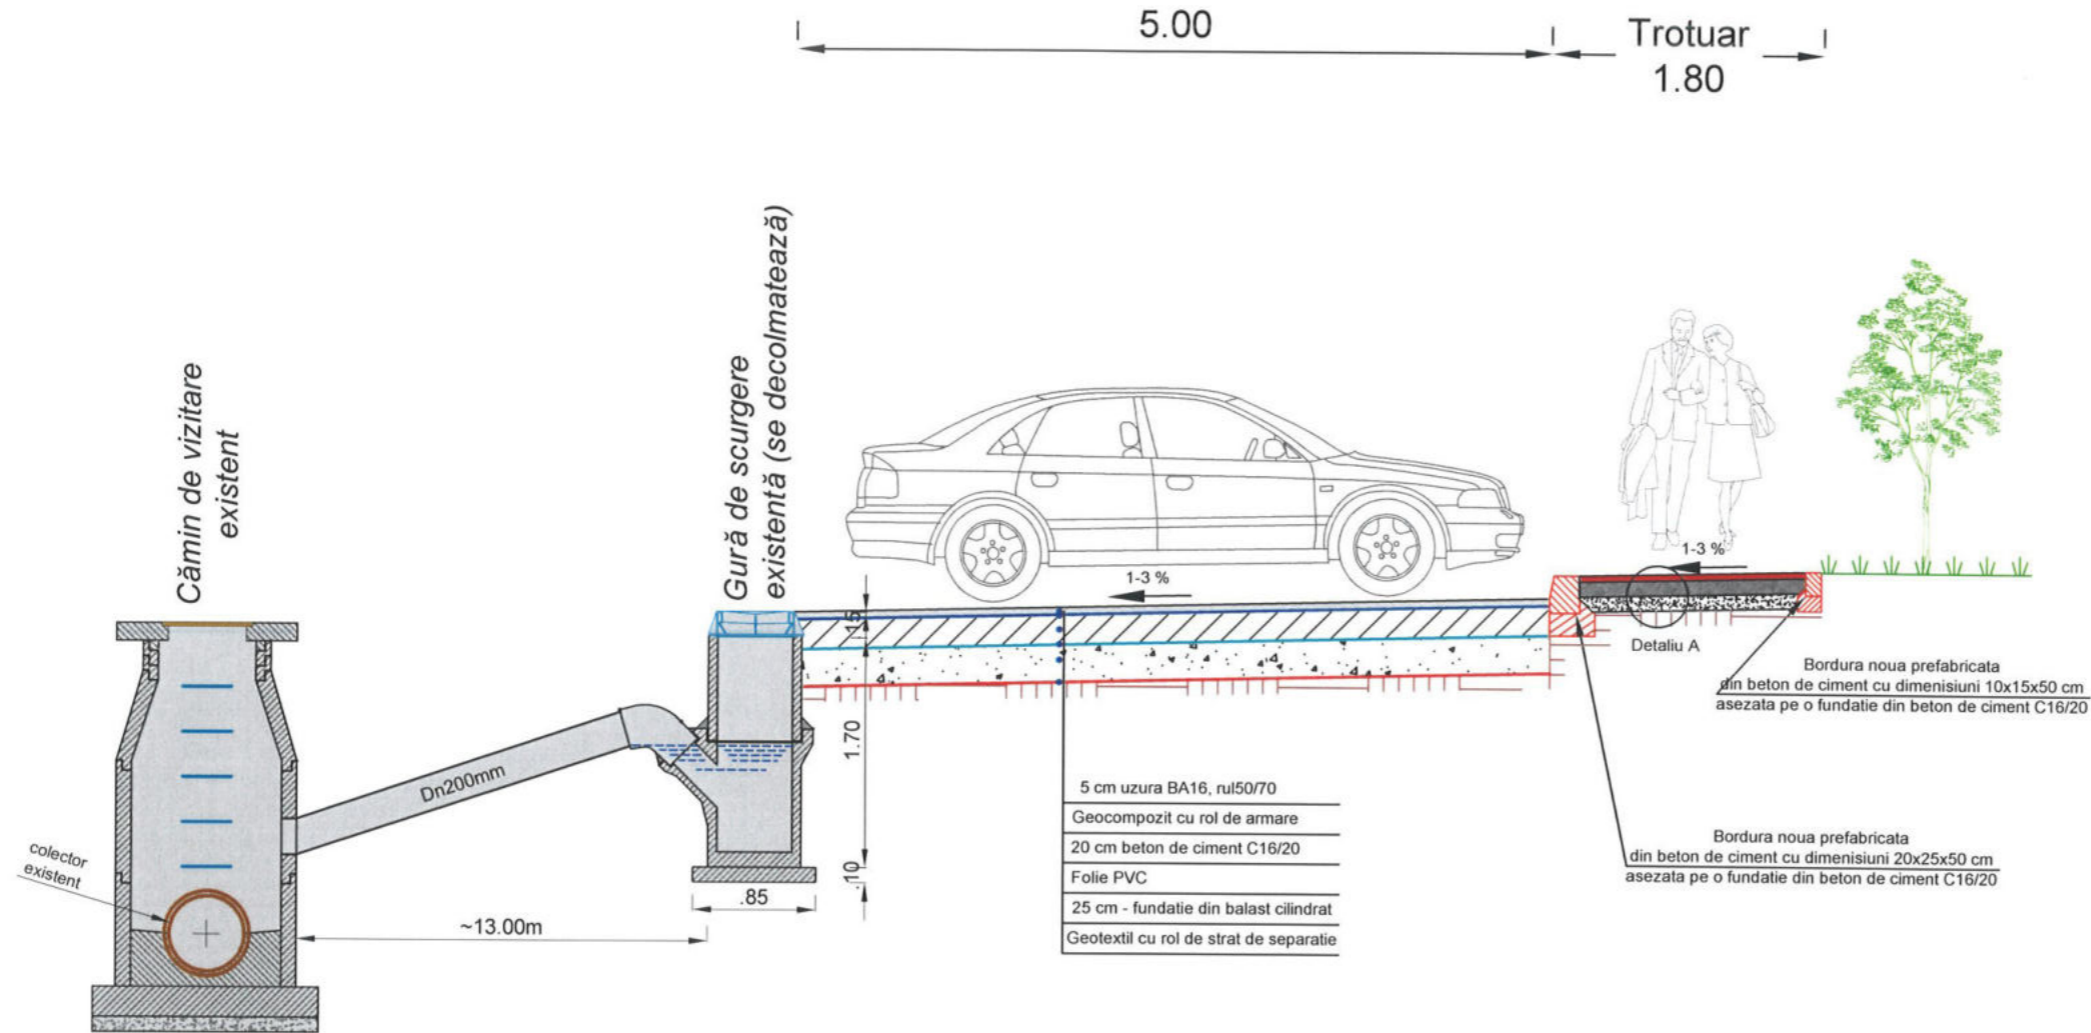 5.00
Trotuar
1.80
Cămin de vizitare
existent
Gură de scurgere
existentă (se decolmatează)
1-3 %
1-3 %
.15
1.70
.10
.85
Detaliu A
Bordura noua prefabricata
din beton de ciment cu dimenisiuni 10x15x50 cm
asezata pe o fundatie din beton de ciment C16/20
Dn200mm
colector
existent
~13.00m
5 cm uzura BA16, rul50/70
Geocompozit cu rol de armare
20 cm beton de ciment C16/20
Folie PVC
25 cm - fundatie din balast cilindrat
Geotextil cu rol de strat de separatie
Bordura noua prefabricata
din beton de ciment cu dimenisiuni 20x25x50 cm
asezata pe o fundatie din beton de ciment C16/20